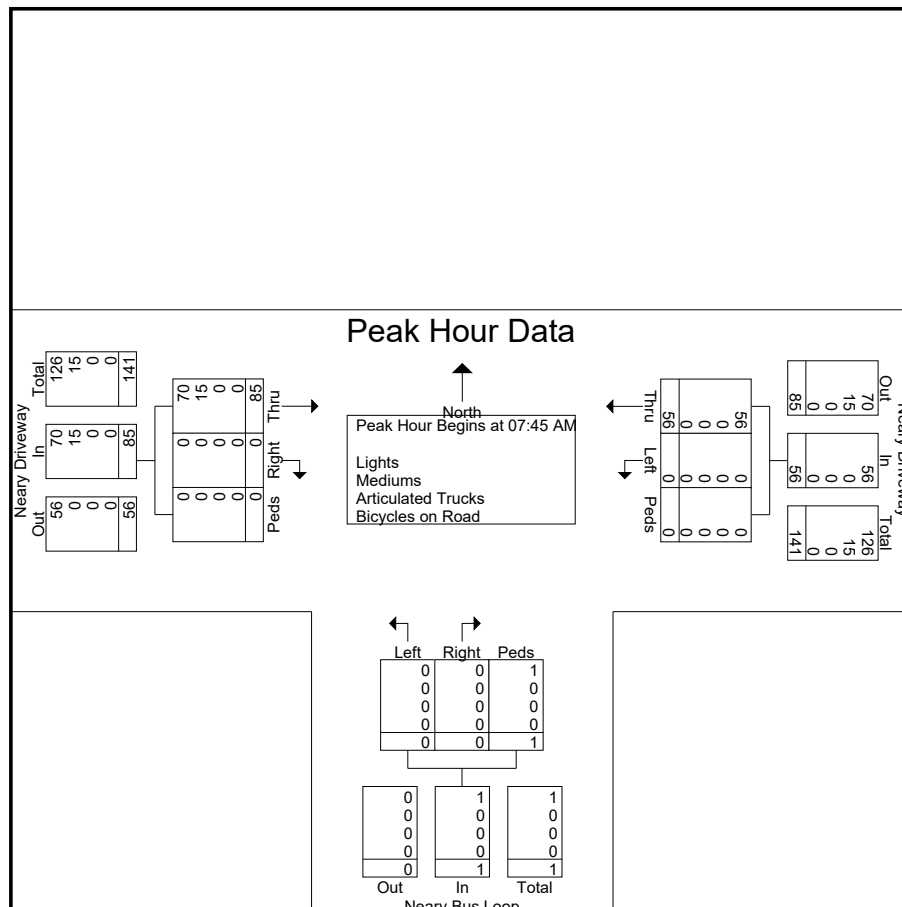 Peak Hour Data
North
Peak Hour Begins at 07:45 AM
Lights
Mediums
Articulated Trucks
Bicycles on Road
Neary Driveway
Total
126
15
0
0
141
In
70
15
0
0
85
Out
56
0
0
0
56
Thru
70
15
0
0
85
Right
0
0
0
0
0
Peds
0
0
0
0
0
Thru
56
0
0
0
56
Left
0
0
0
0
0
Peds
0
0
0
0
0
Neary Driveway
Out
70
15
0
0
85
In
56
0
0
0
56
Total
126
15
0
0
141
Left Right Peds
0 0 1
0 0 0
0 0 0
0 0 0
0 0 1
0 1 1
0 0 0
0 0 0
0 0 0
0 1 1
Out In Total
Neary Bus Loop